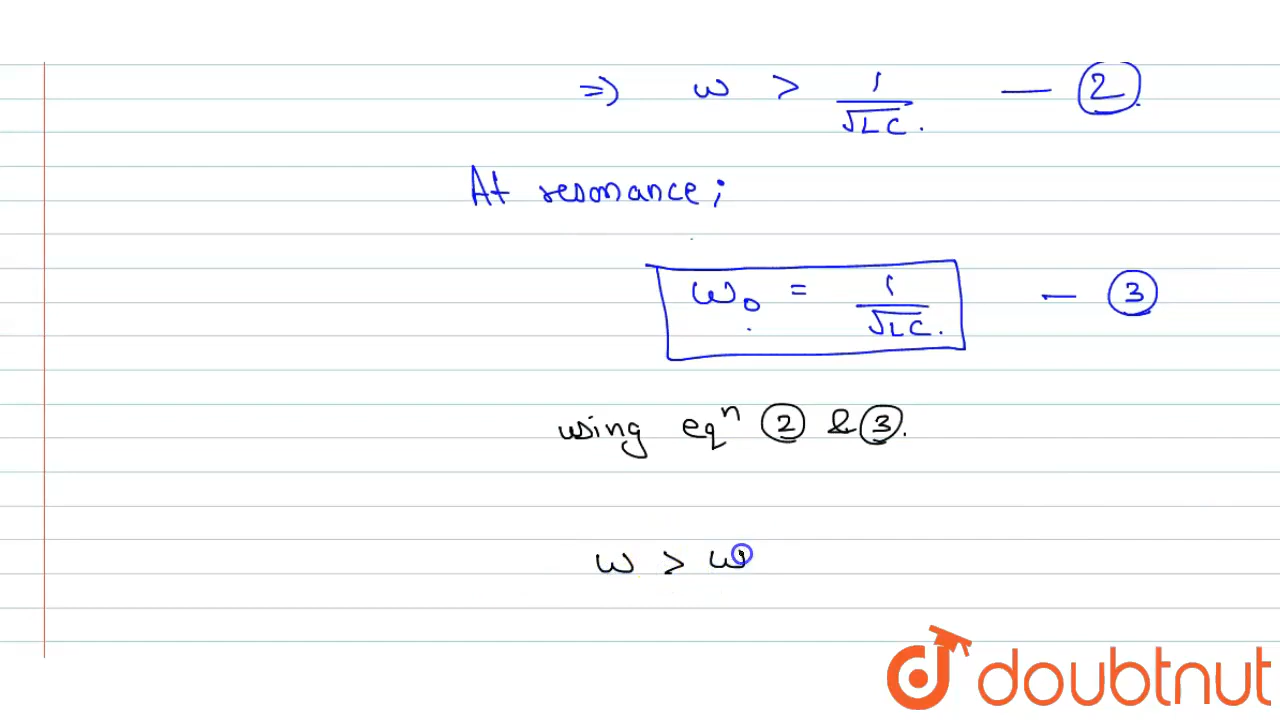 ⇒) ω > 1/√LC. — ②.
At resonance;
ω₀ = 1/√LC. — ③
using eqⁿ ② & ③.
ω > ω
doubtnut